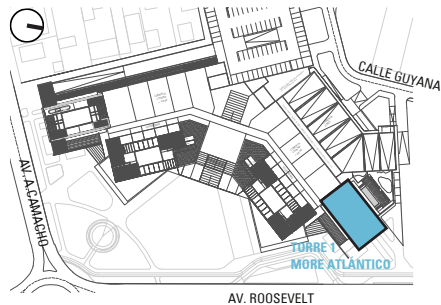 CALLE GUYANA
AV. A.CAMACHO
TORRE 1
MORE ATLÁNTICO
AV. ROOSEVELT